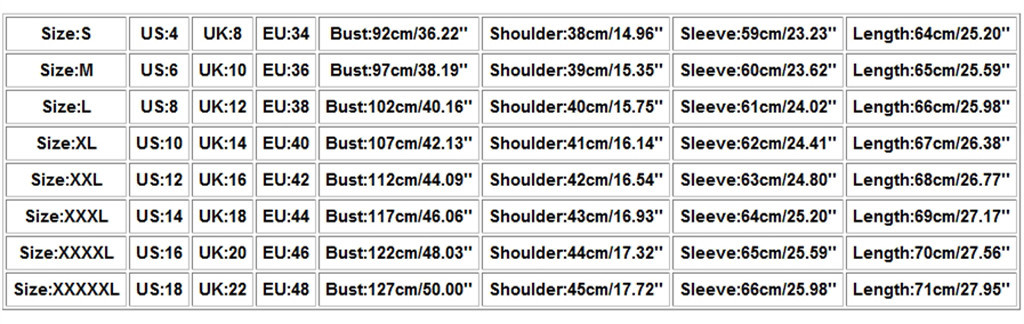 Size:S US:4 UK:8 EU:34 Bust:92cm/36.22'' Shoulder:38cm/14.96'' Sleeve:59cm/23.23'' Length:64cm/25.20''
Size:M US:6 UK:10 EU:36 Bust:97cm/38.19'' Shoulder:39cm/15.35'' Sleeve:60cm/23.62'' Length:65cm/25.59''
Size:L US:8 UK:12 EU:38 Bust:102cm/40.16'' Shoulder:40cm/15.75'' Sleeve:61cm/24.02'' Length:66cm/25.98''
Size:XL US:10 UK:14 EU:40 Bust:107cm/42.13'' Shoulder:41cm/16.14'' Sleeve:62cm/24.41'' Length:67cm/26.38''
Size:XXL US:12 UK:16 EU:42 Bust:112cm/44.09'' Shoulder:42cm/16.54'' Sleeve:63cm/24.80'' Length:68cm/26.77''
Size:XXXL US:14 UK:18 EU:44 Bust:117cm/46.06'' Shoulder:43cm/16.93'' Sleeve:64cm/25.20'' Length:69cm/27.17''
Size:XXXXL US:16 UK:20 EU:46 Bust:122cm/48.03'' Shoulder:44cm/17.32'' Sleeve:65cm/25.59'' Length:70cm/27.56''
Size:XXXXXL US:18 UK:22 EU:48 Bust:127cm/50.00'' Shoulder:45cm/17.72'' Sleeve:66cm/25.98'' Length:71cm/27.95''